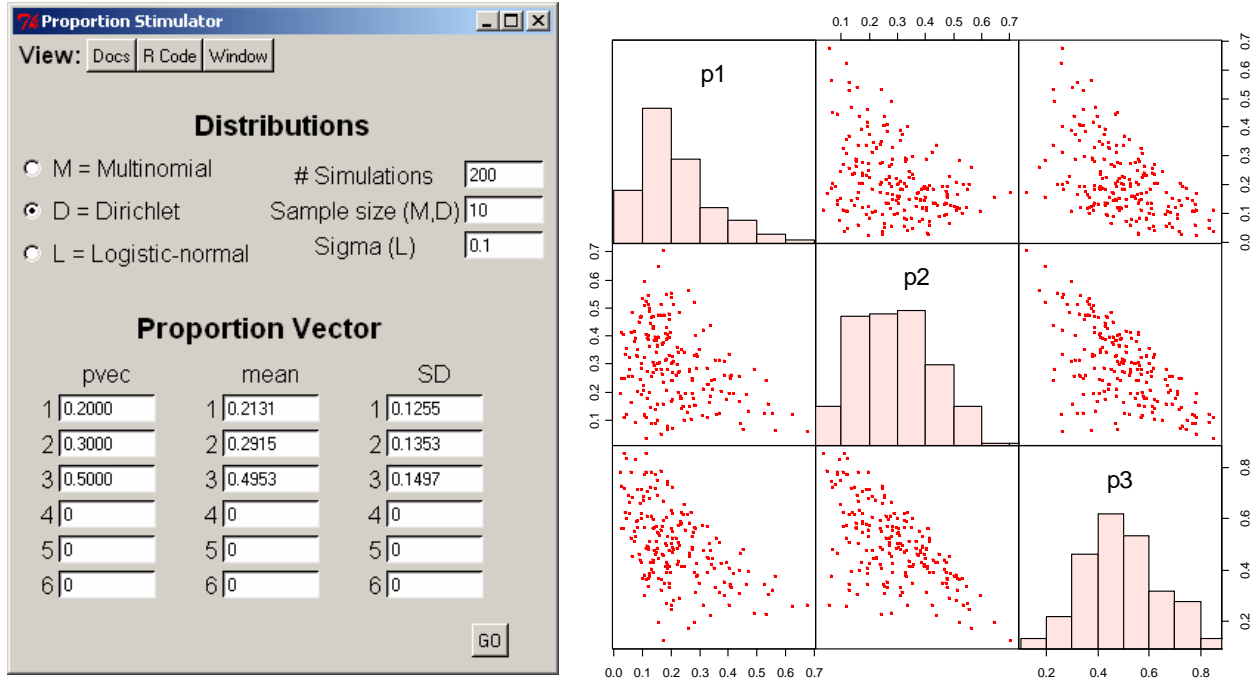 Proportion Stimulator
View: Docs R Code Window
Distributions
M = Multinomial
D = Dirichlet
L = Logistic-normal
# Simulations 200
Sample size (M,D) 10
Sigma (L) 0.1
Proportion Vector
pvec mean SD
1 0.2000 1 0.2131 1 0.1255
2 0.3000 2 0.2915 2 0.1353
3 0.5000 3 0.4953 3 0.1497
4 0 4 0 4 0
5 0 5 0 5 0
6 0 6 0 6 0
GO
0.1 0.2 0.3 0.4 0.5 0.6 0.7
p1
0.0 0.1 0.2 0.3 0.4 0.5 0.6 0.7
0.1 0.2 0.3 0.4 0.5 0.6 0.7
p2
p3
0.2 0.4 0.6 0.8
0.0 0.1 0.2 0.3 0.4 0.5 0.6 0.7
0.2 0.4 0.6 0.8